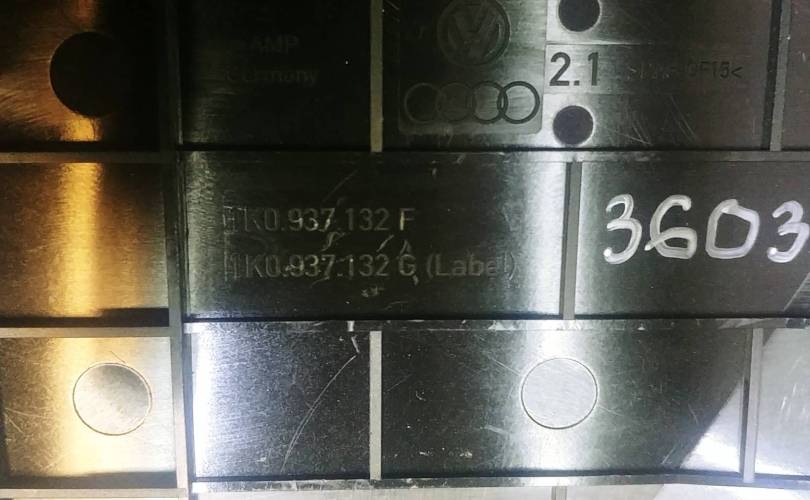 AMP
Germany
2.1
1K0.937.132 F
1K0.937.132 G (Label)
3603